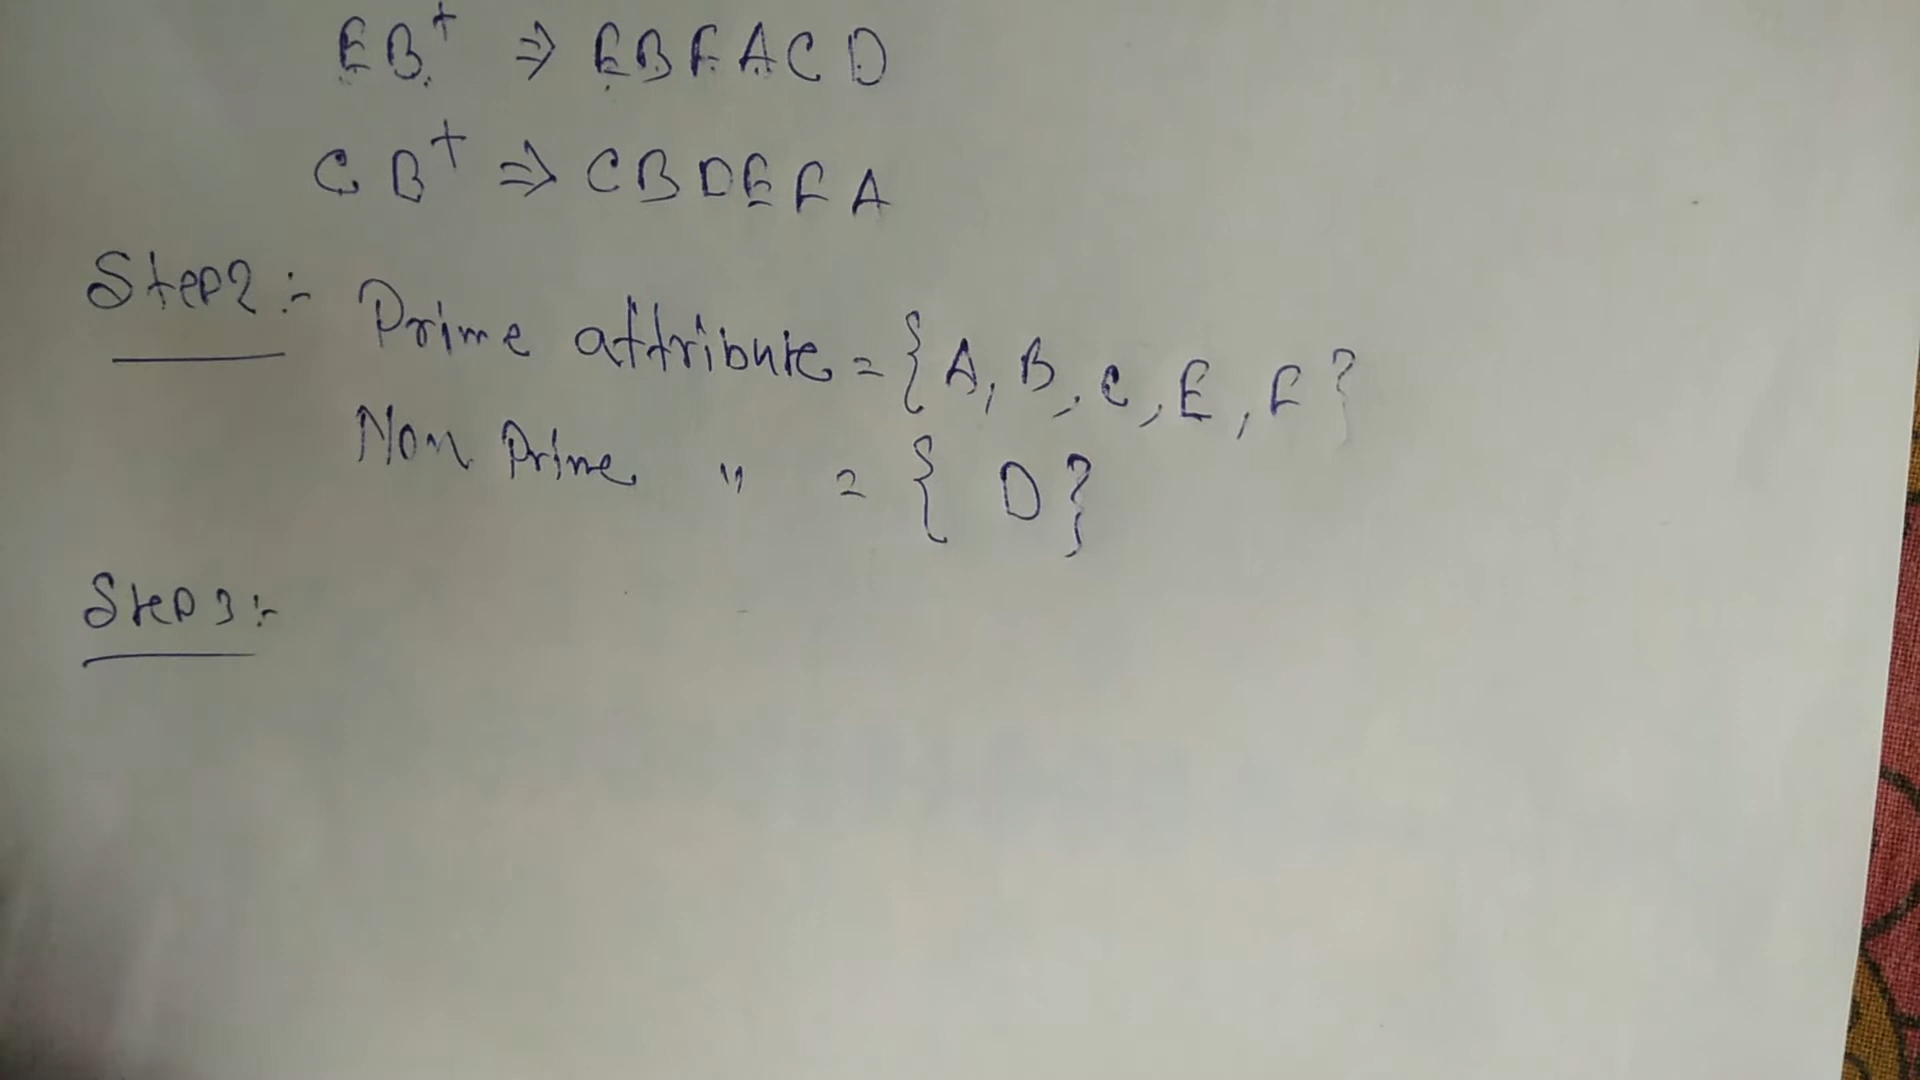 EB⁺ ⇒ EBFACD
CB⁺ ⇒ CBDEFA
Step2:- Prime attribute = {A, B, C, E, F}
Non Prime " = { D}
Step3:-